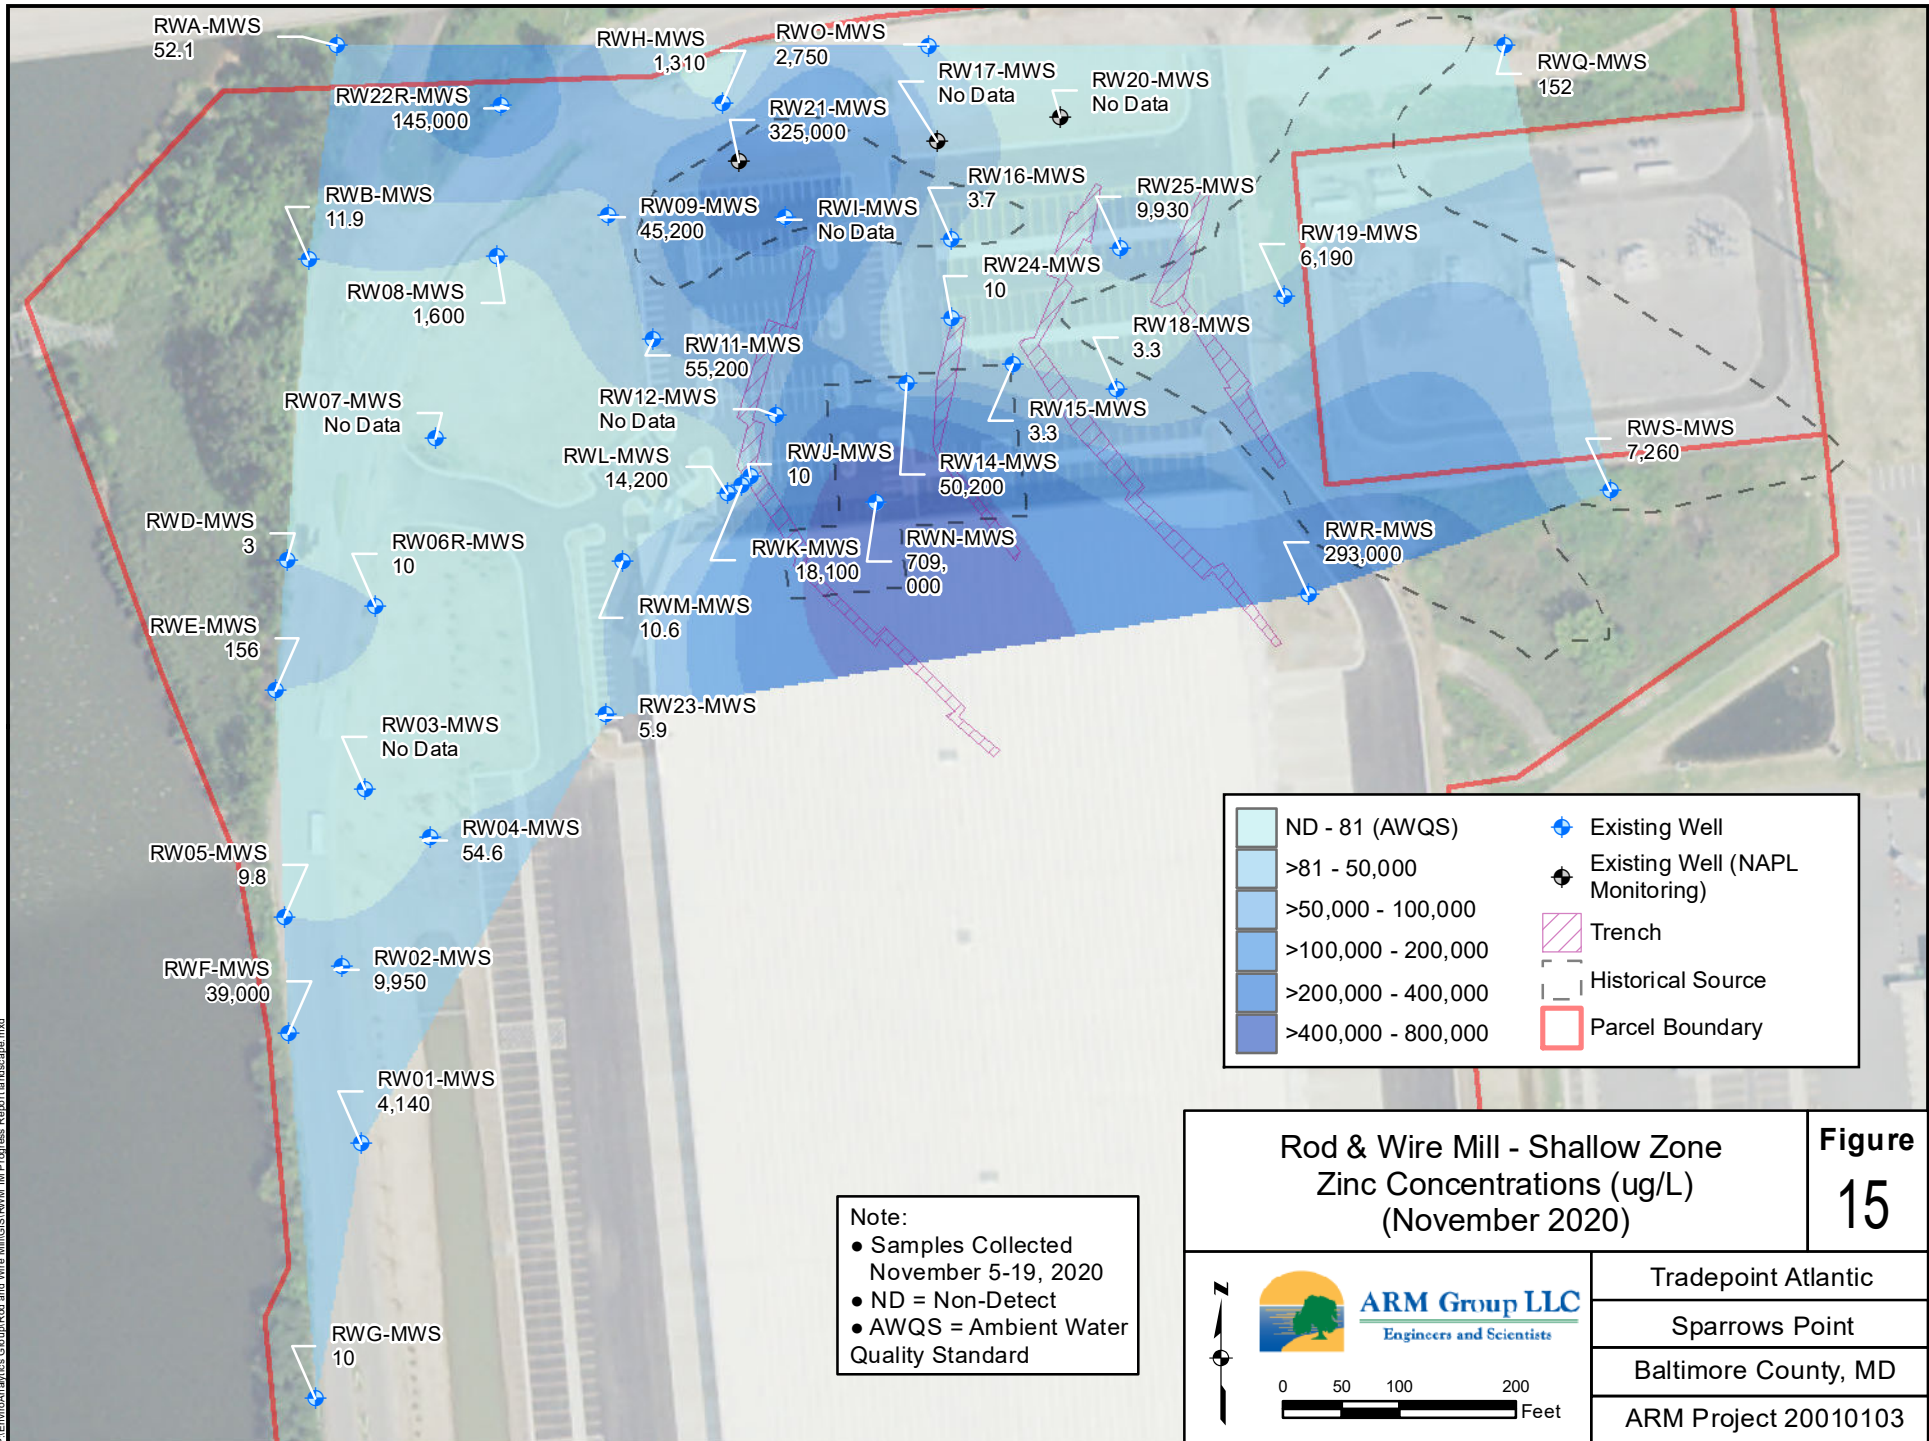 RWA-MWS
52.1
RWH-MWS
1,310
RWO-MWS
2,750
RW17-MWS
No Data
RW20-MWS
No Data
RWQ-MWS
152
RW22R-MWS
145,000
RW21-MWS
325,000
RWB-MWS
11.9
RW09-MWS
45,200
RWI-MWS
No Data
RW16-MWS
3.7
RW25-MWS
9,930
RW19-MWS
6,190
RW08-MWS
1,600
RW24-MWS
10
RW11-MWS
55,200
RW18-MWS
3.3
RW07-MWS
No Data
RW12-MWS
No Data
RW15-MWS
3.3
RWS-MWS
7,260
RWL-MWS
14,200
RWJ-MWS
10
RW14-MWS
50,200
RWD-MWS
3
RW06R-MWS
10
RWK-MWS
18,100
RWN-MWS
709,
000
RWR-MWS
293,000
RWE-MWS
156
RWM-MWS
10.6
RW23-MWS
5.9
RW03-MWS
No Data
RW04-MWS
54.6
RW05-MWS
9.8
RW02-MWS
9,950
RWF-MWS
39,000
RW01-MWS
4,140
RWG-MWS
10
ND - 81 (AWQS)
>81 - 50,000
>50,000 - 100,000
>100,000 - 200,000
>200,000 - 400,000
>400,000 - 800,000
Existing Well
Existing Well (NAPL
Monitoring)
Trench
Historical Source
Parcel Boundary
Note:
● Samples Collected
November 5-19, 2020
● ND = Non-Detect
● AWQS = Ambient Water
Quality Standard
Rod & Wire Mill - Shallow Zone
Zinc Concentrations (ug/L)
(November 2020)
Figure
15
N
ARM Group LLC
Engineers and Scientists
0 50 100 200
Feet
Tradepoint Atlantic
Sparrows Point
Baltimore County, MD
ARM Project 20010103